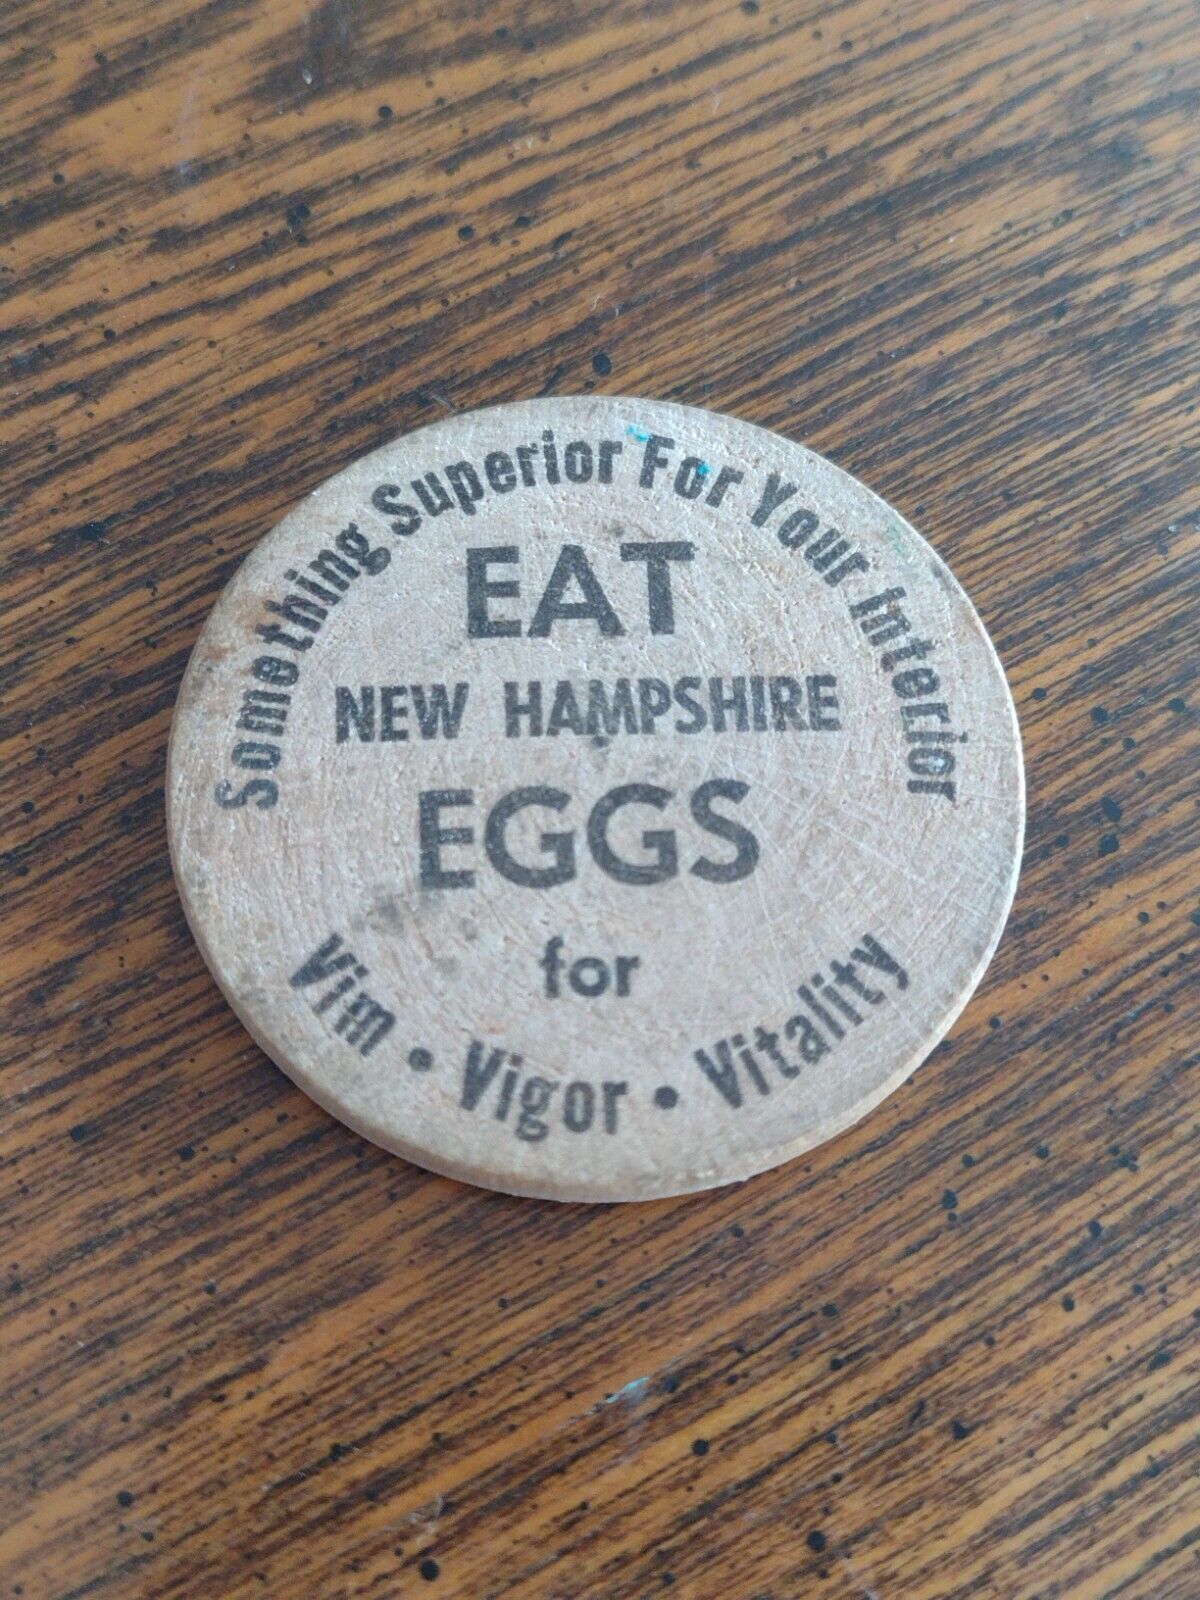 Something Superior For Your Interior
EAT
NEW HAMPSHIRE
EGGS
for
Vim • Vigor • Vitality